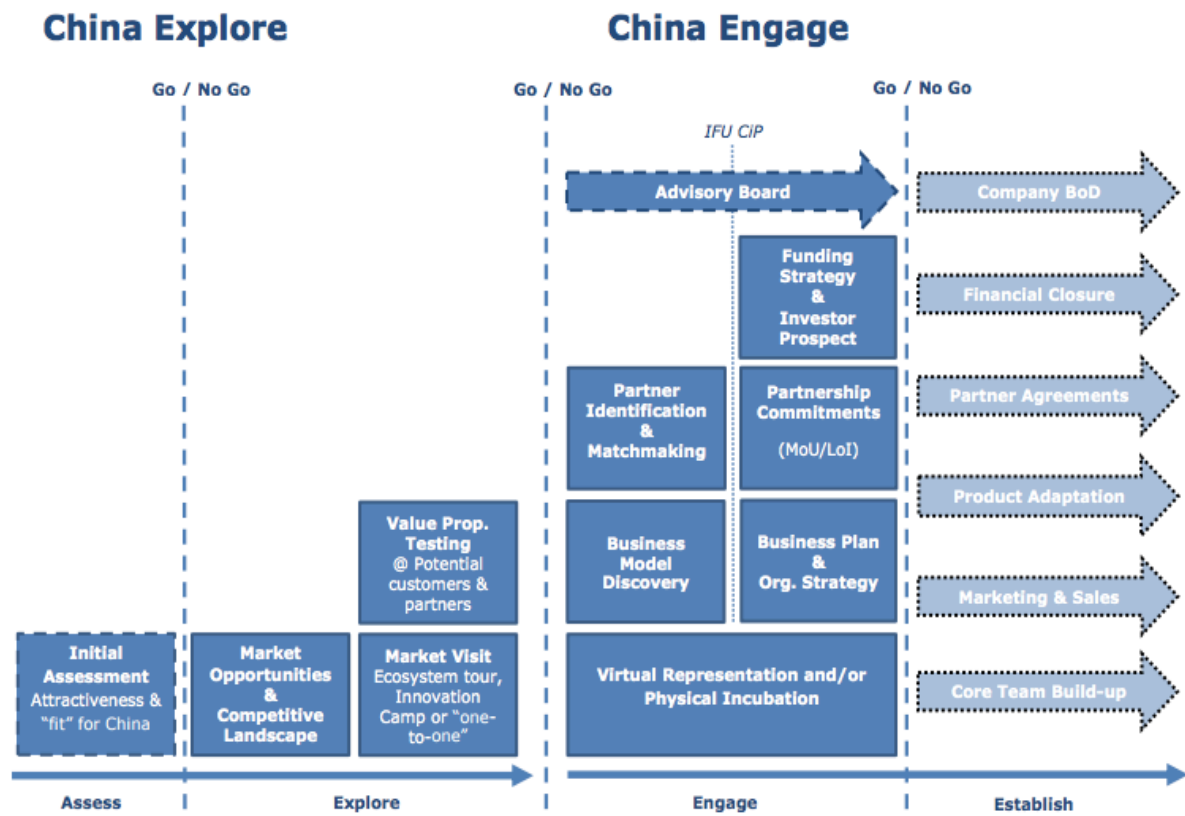 China Explore
China Engage
Go / No Go
Go / No Go
Go / No Go
IFU CiP
Advisory Board
Company BoD
Funding
Strategy
&
Investor
Prospect
Financial Closure
Partner
Identification
&
Matchmaking
Partnership
Commitments
(MoU/LoI)
Partner Agreements
Value Prop.
Testing
@ Potential
customers &
partners
Business
Model
Discovery
Business Plan
&
Org. Strategy
Product Adaptation
Marketing & Sales
Initial
Assessment
Attractiveness &
“fit” for China
Market
Opportunities
&
Competitive
Landscape
Market Visit
Ecosystem tour,
Innovation
Camp or “one-
to-one”
Virtual Representation and/or
Physical Incubation
Core Team Build-up
Assess
Explore
Engage
Establish